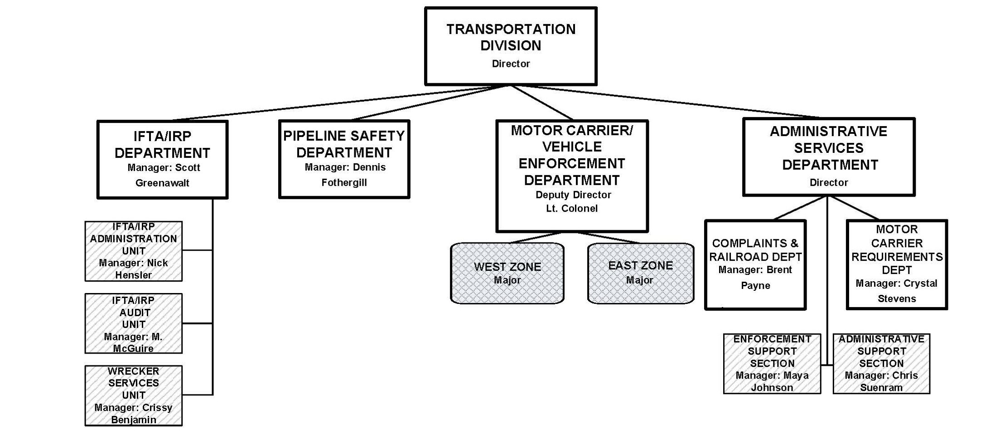 TRANSPORTATION
DIVISION
Director
IFTA/IRP
DEPARTMENT
Manager: Scott
Greenawalt
PIPELINE SAFETY
DEPARTMENT
Manager: Dennis
Fothergill
MOTOR CARRIER/
VEHICLE
ENFORCEMENT
DEPARTMENT
Deputy Director
Lt. Colonel
ADMINISTRATIVE
SERVICES
DEPARTMENT
Director
IFTA/IRP
ADMINISTRATION
UNIT
Manager: Nick
Hensler
IFTA/IRP
AUDIT
UNIT
Manager: M.
McGuire
WRECKER
SERVICES
UNIT
Manager: Crissy
Benjamin
WEST ZONE
Major
EAST ZONE
Major
COMPLAINTS &
RAILROAD DEPT
Manager: Brent
Payne
MOTOR
CARRIER
REQUIREMENTS
DEPT
Manager: Crystal
Stevens
ENFORCEMENT
SUPPORT
SECTION
Manager: Maya
Johnson
ADMINISTRATIVE
SUPPORT
SECTION
Manager: Chris
Suenram